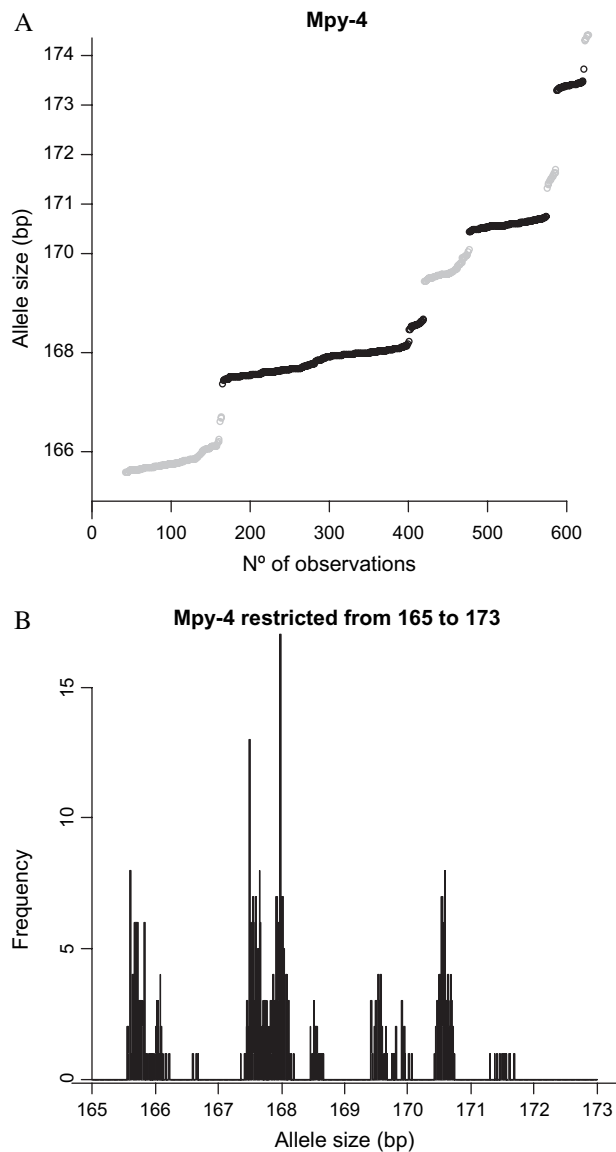 A
Mpy-4
174
173
172
171
170
168
166
Allele size (bp)
0 100 200 300 400 500 600
Nº of observations
B
Mpy-4 restricted from 165 to 173
15
10
5
0
Frequency
165 166 167 168 169 170 171 172 173
Allele size (bp)